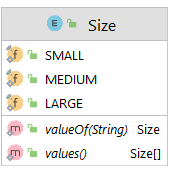 E Size
f SMALL
f MEDIUM
f LARGE
m valueOf(String) Size
m values() Size[]